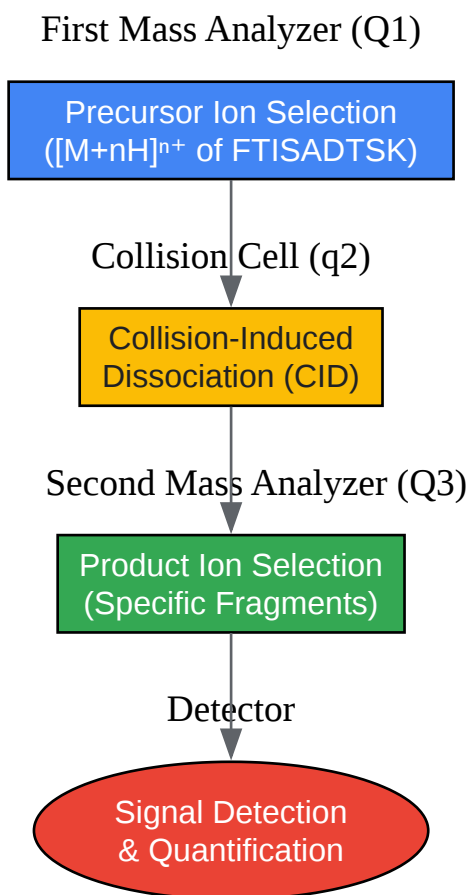 First Mass Analyzer (Q1)
Precursor Ion Selection
([M+nH]ⁿ⁺ of FTISADTSK)
Collision Cell (q2)
Collision-Induced
Dissociation (CID)
Second Mass Analyzer (Q3)
Product Ion Selection
(Specific Fragments)
Detector
Signal Detection
& Quantification